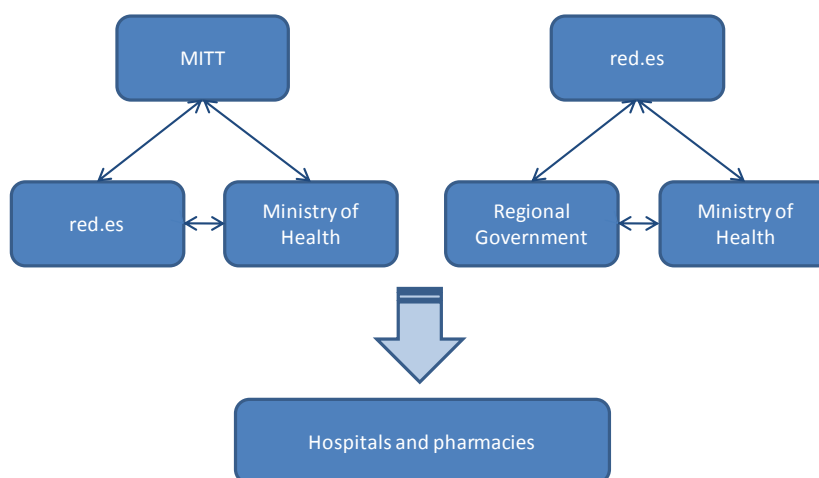 MITT
red.es
red.es
Ministry of
Health
Regional
Government
Ministry of
Health
Hospitals and pharmacies